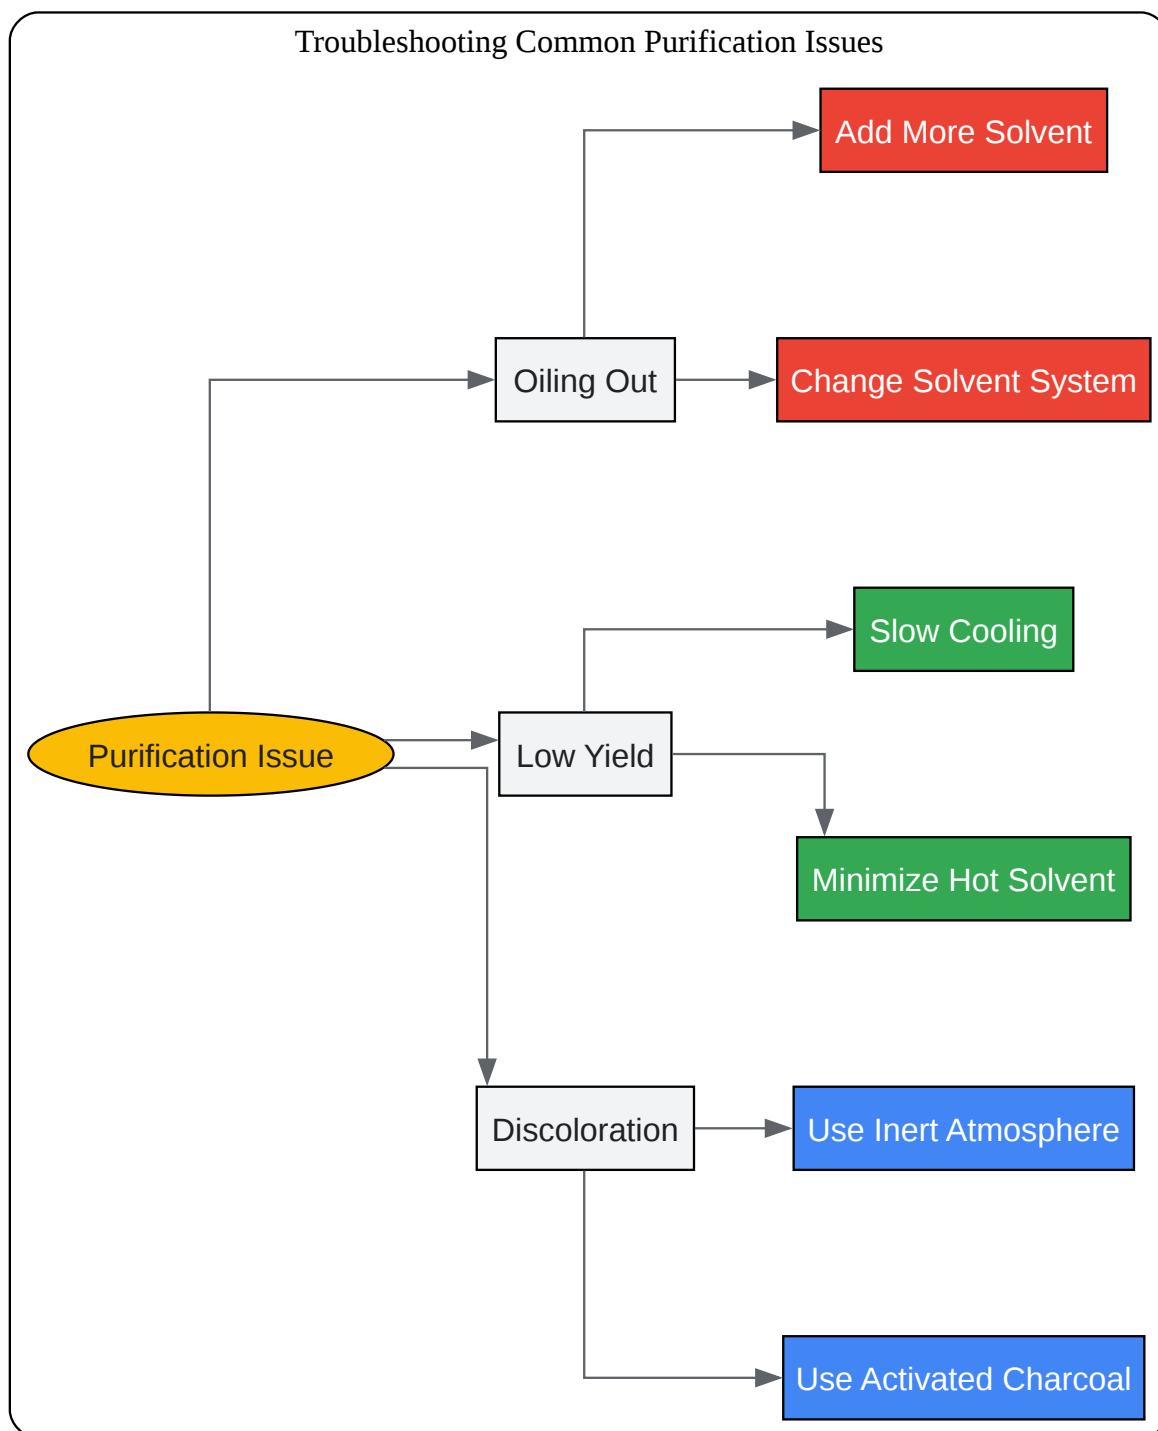 Troubleshooting Common Purification Issues
Add More Solvent
Oiling Out
Change Solvent System
Slow Cooling
Purification Issue
Low Yield
Minimize Hot Solvent
Discoloration
Use Inert Atmosphere
Use Activated Charcoal